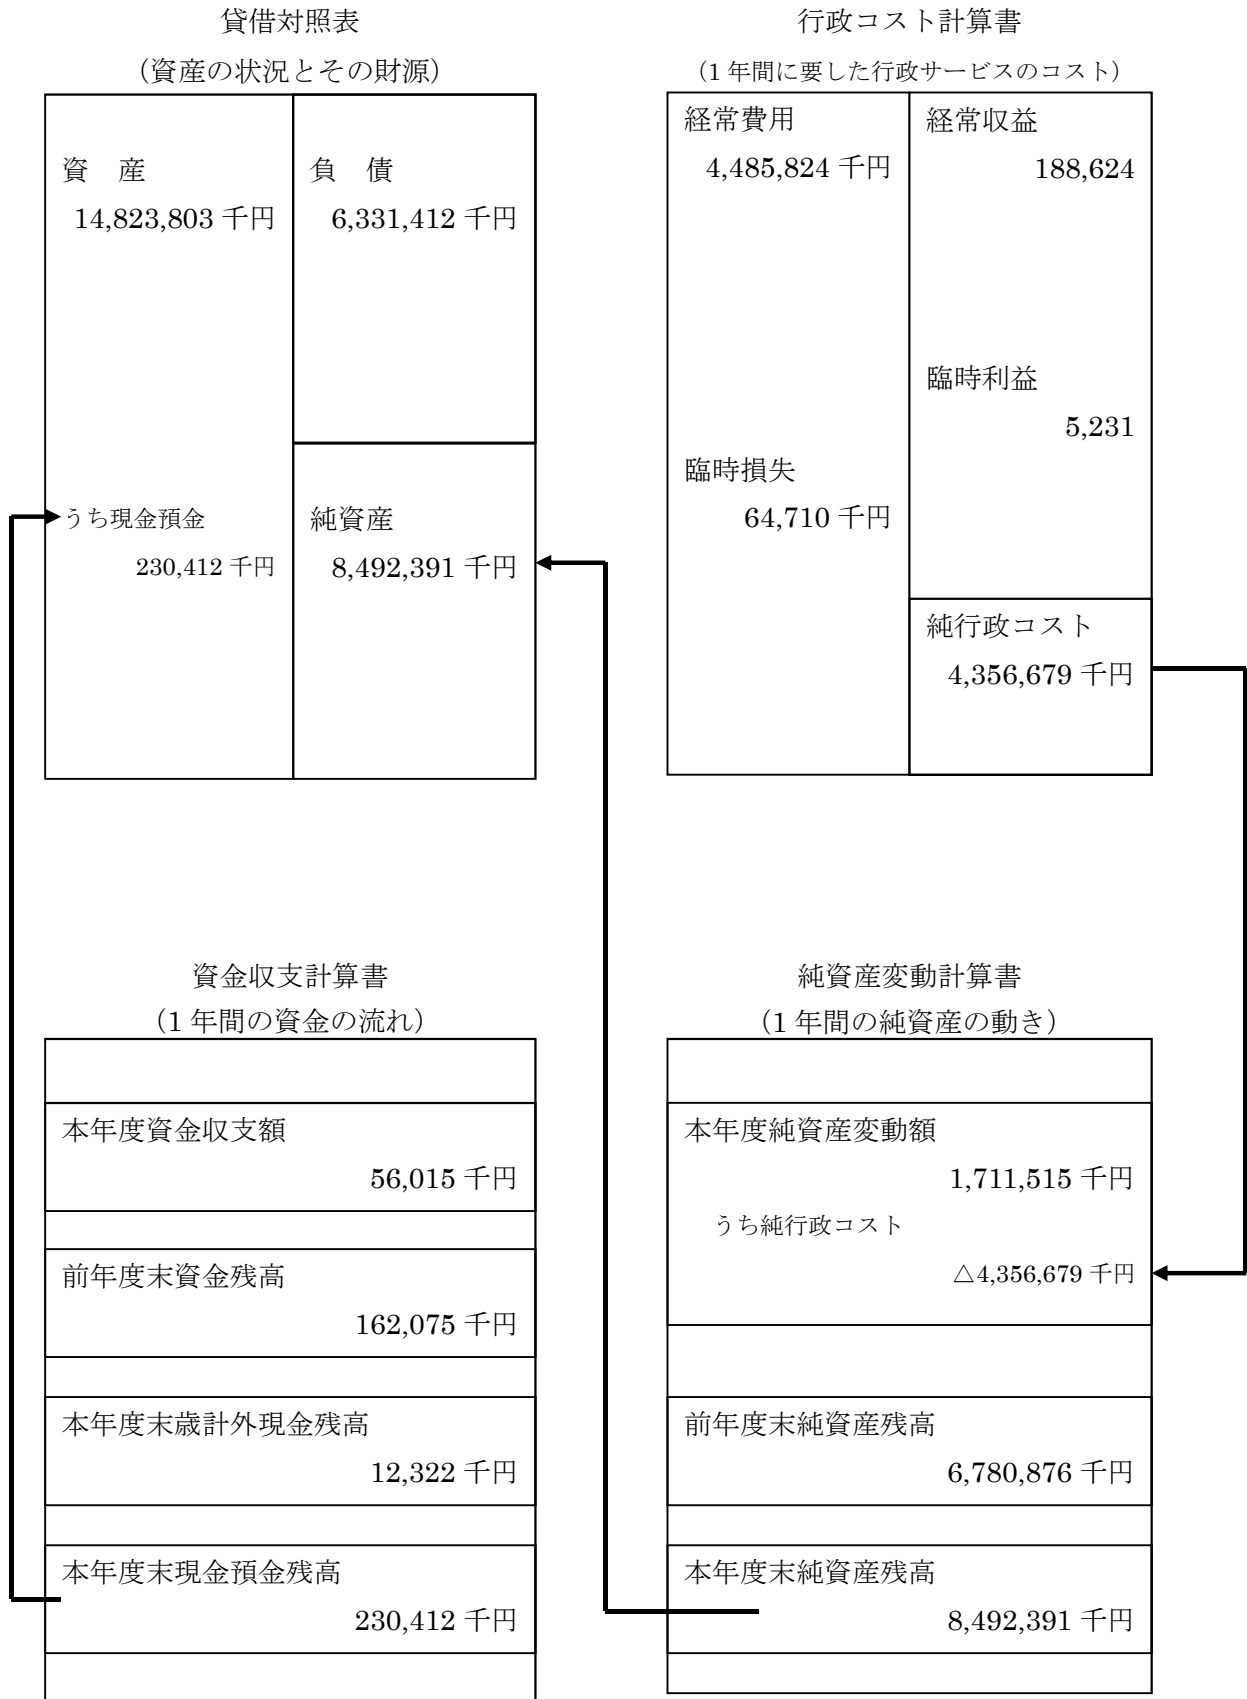 貸借対照表
（資産の状況とその財源）
資　産
14,823,803 千円
負　債
6,331,412 千円
うち現金預金
230,412 千円
純資産
8,492,391 千円
行政コスト計算書
（1 年間に要した行政サービスのコスト）
経常費用
4,485,824 千円
経常収益
188,624
臨時利益
5,231
臨時損失
64,710 千円
純行政コスト
4,356,679 千円
資金収支計算書
（1 年間の資金の流れ）
本年度資金収支額
56,015 千円
前年度末資金残高
162,075 千円
本年度末歳計外現金残高
12,322 千円
本年度末現金預金残高
230,412 千円
純資産変動計算書
（1 年間の純資産の動き）
本年度純資産変動額
1,711,515 千円
うち純行政コスト
△4,356,679 千円
前年度末純資産残高
6,780,876 千円
本年度末純資産残高
8,492,391 千円